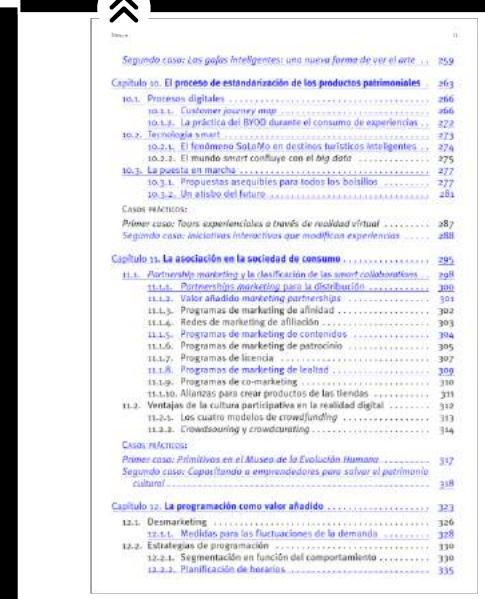 Índice 11
Segundo caso: Las gafas inteligentes: una nueva forma de ver el arte .. 259
Capítulo 10. El proceso de estandarización de los productos patrimoniales . 263
10.1. Procesos digitales ........................ 266
10.1.1. Customer journey map ........................ 266
10.1.2. La práctica del BYOD durante el consumo de experiencias .. 272
10.2. Tecnología smart ........................ 273
10.2.1. El fenómeno SoLoMo en destinos turísticos inteligentes .. 274
10.2.2. El mundo smart confluye con el big data ............ 275
10.3. La puesta en marcha ........................ 277
10.3.1. Propuestas asequibles para todos los bolsillos ............ 277
10.3.2. Un atisbo del futuro ........................ 281
Casos prácticos:
Primer caso: Tours experienciales a través de realidad virtual ......... 287
Segundo caso: Iniciativas interactivas que modifican experiencias ...... 288
Capítulo 11. La asociación en la sociedad de consumo ................. 295
11.1. Partnership marketing y la clasificación de las smart collaborations .. 298
11.1.1. Partnerships marketing para la distribución ............ 300
11.1.2. Valor añadido marketing partnerships ............ 301
11.1.3. Programas de marketing de afinidad ............ 302
11.1.4. Redes de marketing de afiliación ............ 303
11.1.5. Programas de marketing de contenidos ............ 304
11.1.6. Programas de marketing de patrocinio ............ 305
11.1.7. Programas de licencia ........................ 307
11.1.8. Programas de marketing de lealtad ............ 309
11.1.9. Programas de co-marketing ........................ 310
11.1.10. Alianzas para crear productos de las tiendas ............ 311
11.2. Ventajas de la cultura participativa en la realidad digital ......... 312
11.2.1. Los cuatro modelos de crowdfunding ............ 313
11.2.2. Crowdsouring y crowdcurating ............ 314
Casos prácticos:
Primer caso: Primitivos en el Museo de la Evolución Humana ......... 317
Segundo caso: Capacitando a emprendedores para salvar el patrimonio
cultural ........................ 318
Capítulo 12. La programación como valor añadido .................... 323
12.1. Desmarketing ........................ 326
12.1.1. Medidas para las fluctuaciones de la demanda ............ 328
12.2. Estrategias de programación ........................ 330
12.2.1. Segmentación en función del comportamiento ............ 330
12.2.2. Planificación de horarios ........................ 335